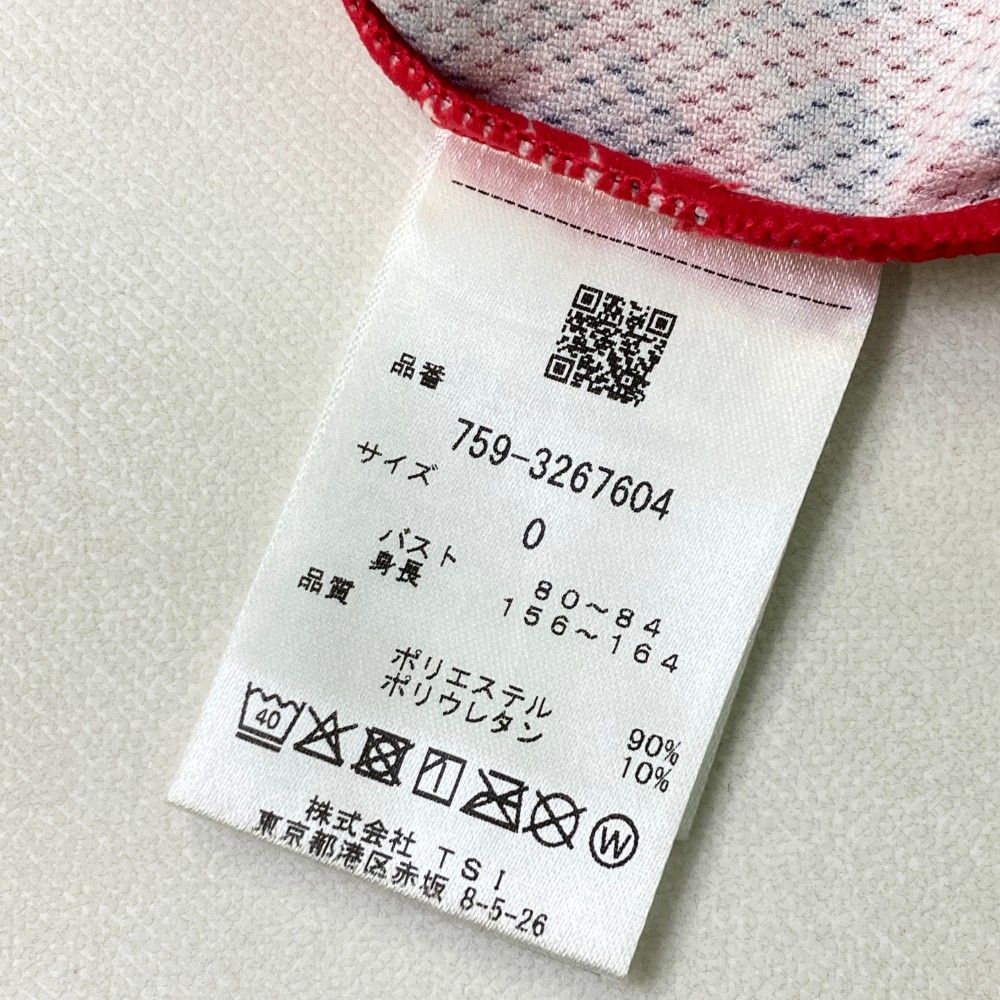 品番
759-3267604
サイズ
0
バスト 80～84
身長 156～164
品質
ポリエステル 90%
ポリウレタン 10%
40
W
株式会社 TSI
東京都港区赤坂 8-5-26